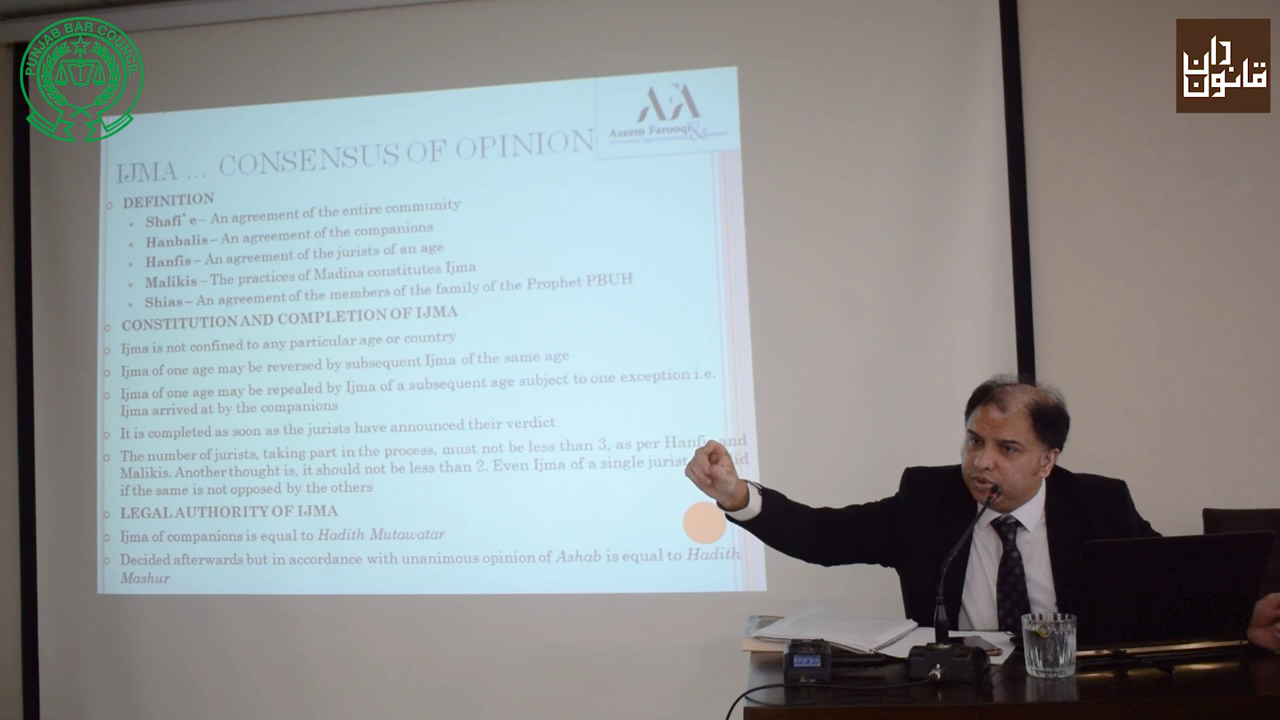 PUNJAB BAR COUNCIL
قانون دان
AFA
Azeem Farooqi &
IJMA ... CONSENSUS OF OPINION
DEFINITION
Shafi' e – An agreement of the entire community
Hanbalis – An agreement of the companions
Hanfis – An agreement of the jurists of an age
Malikis – The practices of Madina constitutes Ijma
Shias – An agreement of the members of the family of the Prophet PBUH
CONSTITUTION AND COMPLETION OF IJMA
Ijma is not confined to any particular age or country
Ijma of one age may be reversed by subsequent Ijma of the same age
Ijma of one age may be repealed by Ijma of a subsequent age subject to one exception i.e.
Ijma arrived at by the companions
It is completed as soon as the jurists have announced their verdict
The number of jurists, taking part in the process, must not be less than 3, as per Hanfis and
Malikis. Another thought is, it should not be less than 2. Even Ijma of a single jurist
if the same is not opposed by the others
LEGAL AUTHORITY OF IJMA
Ijma of companions is equal to Hadith Mutawatar
Decided afterwards but in accordance with unanimous opinion of Ashab is equal to Hadith
Mashur